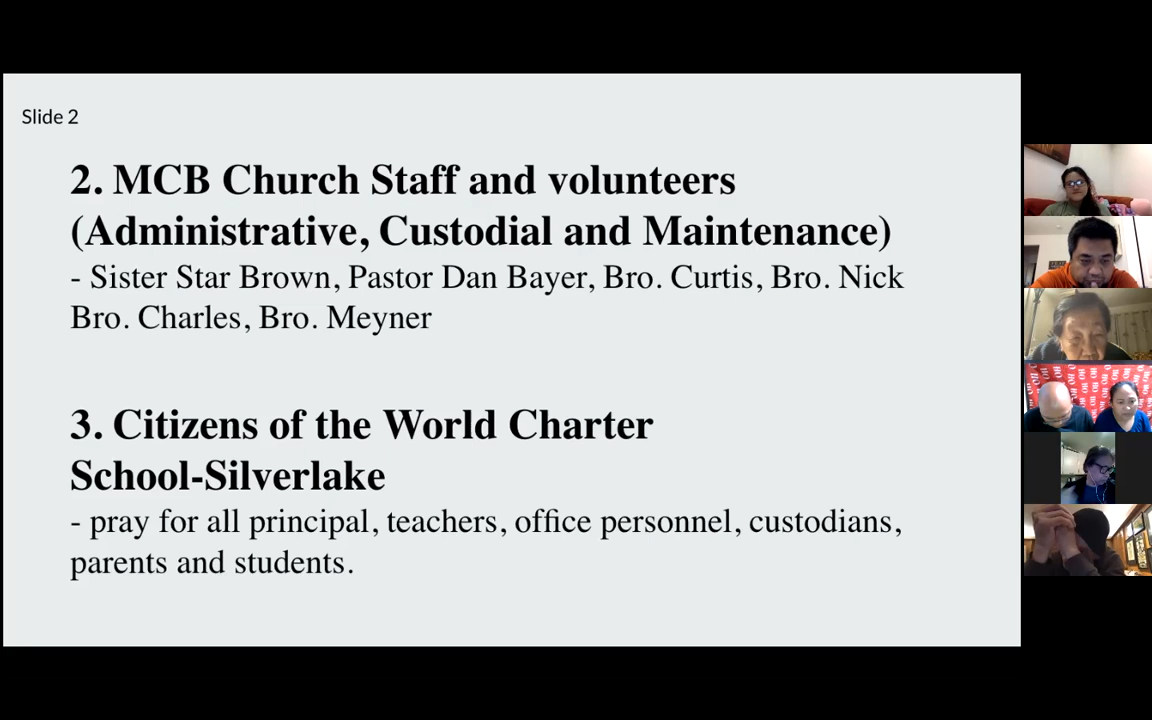 Slide 2
2. MCB Church Staff and volunteers
(Administrative, Custodial and Maintenance)
- Sister Star Brown, Pastor Dan Bayer, Bro. Curtis, Bro. Nick
Bro. Charles, Bro. Meyner
3. Citizens of the World Charter
School-Silverlake
- pray for all principal, teachers, office personnel, custodians,
parents and students.